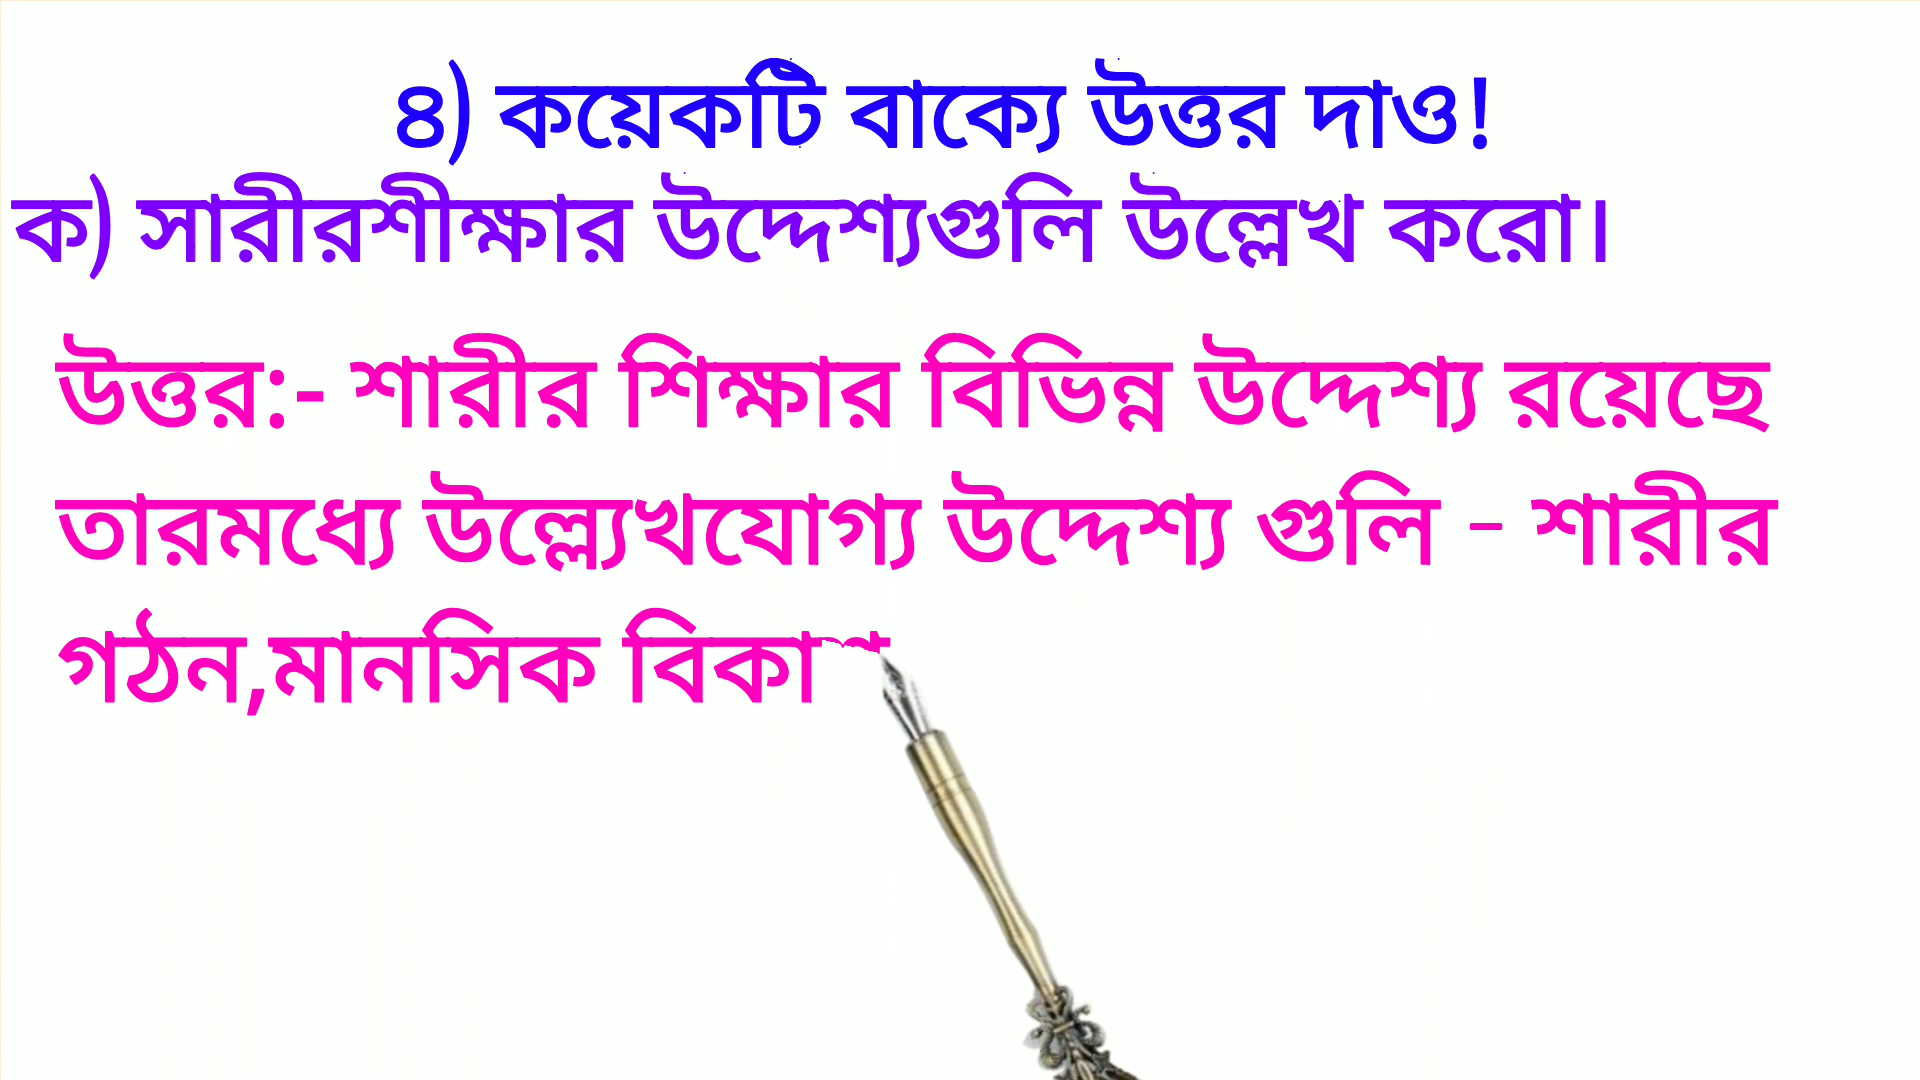 ৪) কয়েকটি বাক্যে উত্তর দাও!
ক) সারীরশীক্ষার উদ্দেশ্যগুলি উল্লেখ করো।
উত্তর:- শারীর শিক্ষার বিভিন্ন উদ্দেশ্য রয়েছে
তারমধ্যে উল্ল্যেখযোগ্য উদ্দেশ্য গুলি – শারীর
গঠন,মানসিক